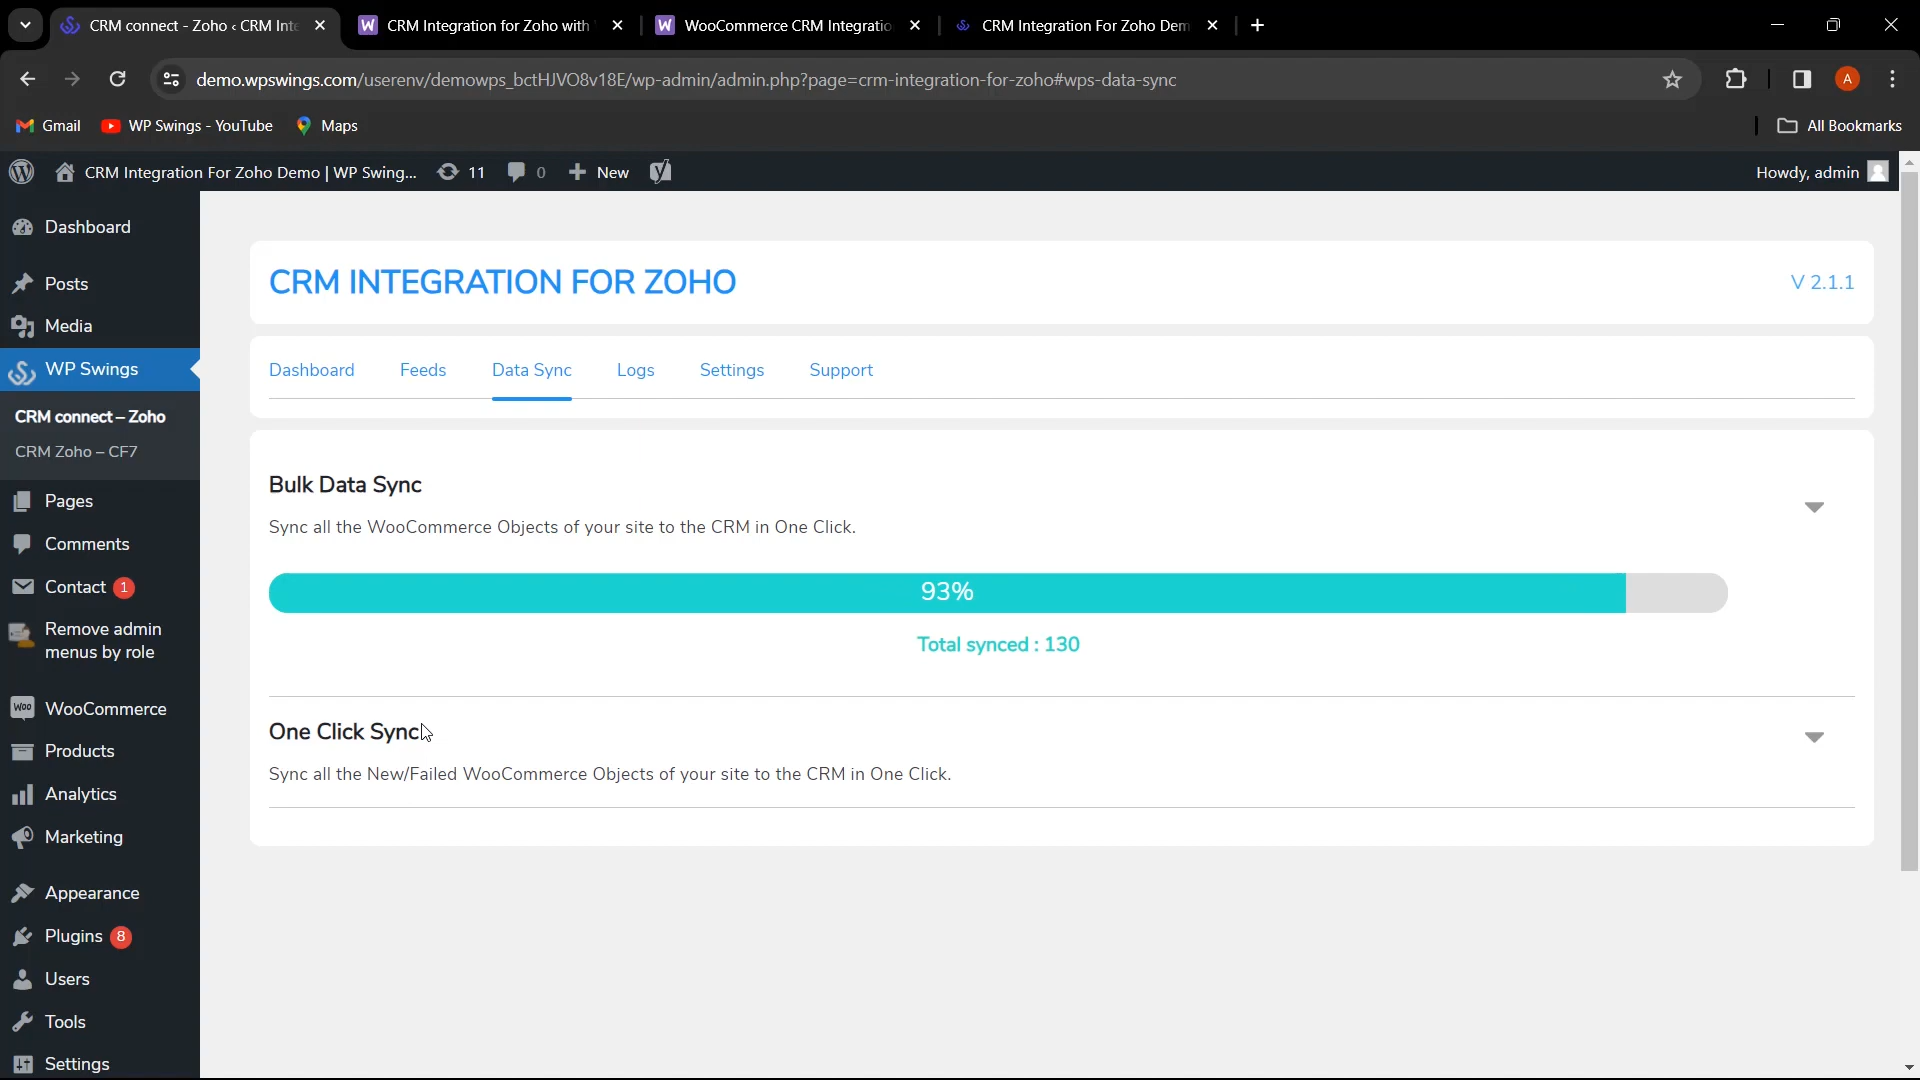 CRM connect - Zoho ‹ CRM Inte
CRM Integration for Zoho with
WooCommerce CRM Integratio
CRM Integration For Zoho Dem
demo.wpswings.com/userenv/demowps_bctHJVO8v18E/wp-admin/admin.php?page=crm-integration-for-zoho#wps-data-sync
A
Gmail
WP Swings - YouTube
Maps
All Bookmarks
CRM Integration For Zoho Demo | WP Swing...
11
0
New
Howdy, admin
Dashboard
Posts
Media
WP Swings
CRM connect – Zoho
CRM Zoho – CF7
Pages
Comments
Contact 1
Remove admin
menus by role
WooCommerce
Products
Analytics
Marketing
Appearance
Plugins 8
Users
Tools
Settings
CRM INTEGRATION FOR ZOHO
V 2.1.1
Dashboard Feeds Data Sync Logs Settings Support
Bulk Data Sync
Sync all the WooCommerce Objects of your site to the CRM in One Click.
93%
Total synced : 130
One Click Sync
Sync all the New/Failed WooCommerce Objects of your site to the CRM in One Click.